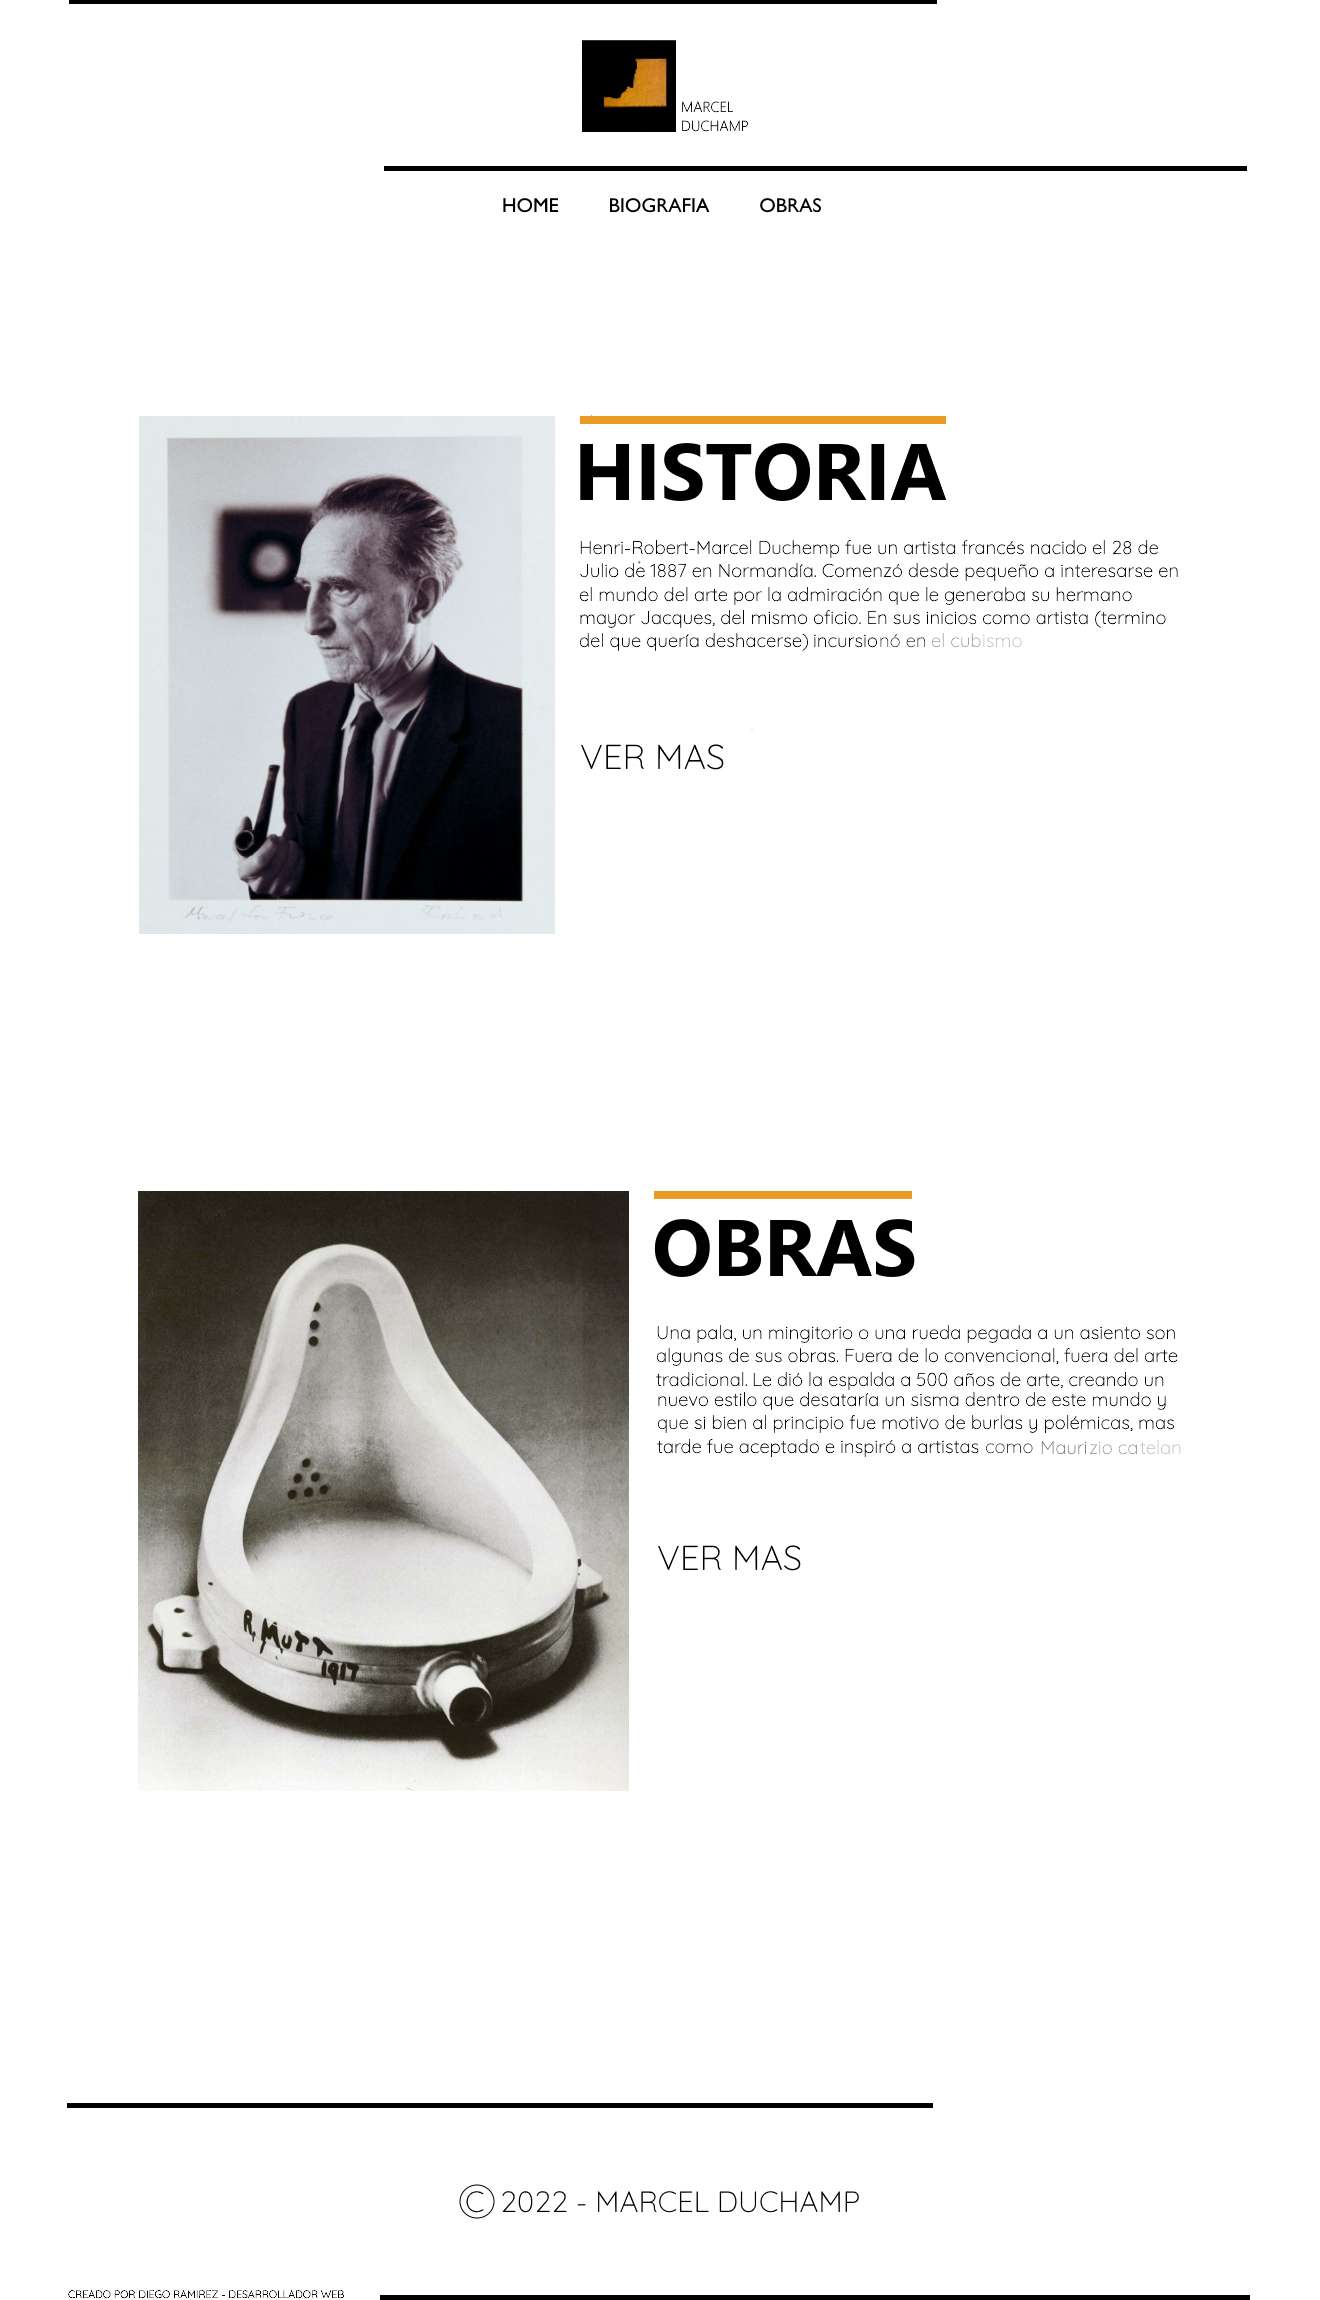 MARCEL
DUCHAMP
HOME BIOGRAFIA OBRAS
HISTORIA
Henri-Robert-Marcel Duchemp fue un artista francés nacido el 28 de
Julio de 1887 en Normandía. Comenzó desde pequeño a interesarse en
el mundo del arte por la admiración que le generaba su hermano
mayor Jacques, del mismo oficio. En sus inicios como artista (termino
del que quería deshacerse) incursionó en el cubismo
VER MAS
OBRAS
Una pala, un mingitorio o una rueda pegada a un asiento son
algunas de sus obras. Fuera de lo convencional, fuera del arte
tradicional. Le dió la espalda a 500 años de arte, creando un
nuevo estilo que desataría un sisma dentro de este mundo y
que si bien al principio fue motivo de burlas y polémicas, mas
tarde fue aceptado e inspiró a artistas como Maurizio catelan
R. MUTT
1917
VER MAS
© 2022 - MARCEL DUCHAMP
CREADO POR DIEGO RAMIREZ - DESARROLLADOR WEB